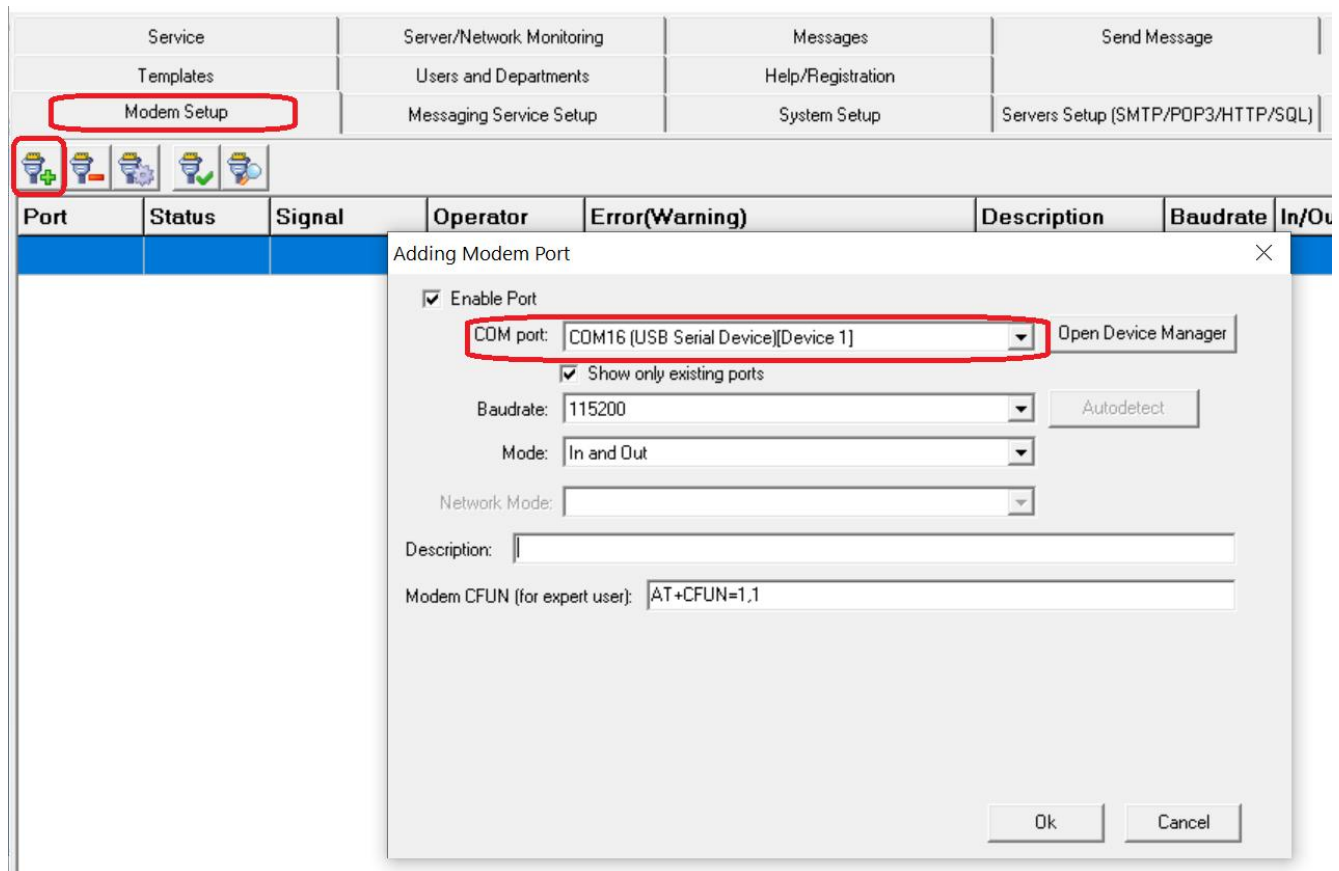 Service Server/Network Monitoring Messages Send Message
Templates Users and Departments Help/Registration
Modem Setup Messaging Service Setup System Setup Servers Setup (SMTP/POP3/HTTP/SQL)
Port Status Signal Operator Error(Warning) Description Baudrate In/Ou
Adding Modem Port
Enable Port
COM port: COM16 (USB Serial Device)[Device 1] Open Device Manager
Show only existing ports
Baudrate: 115200 Autodetect
Mode: In and Out
Network Mode:
Description:
Modem CFUN (for expert user): AT+CFUN=1,1
Ok Cancel